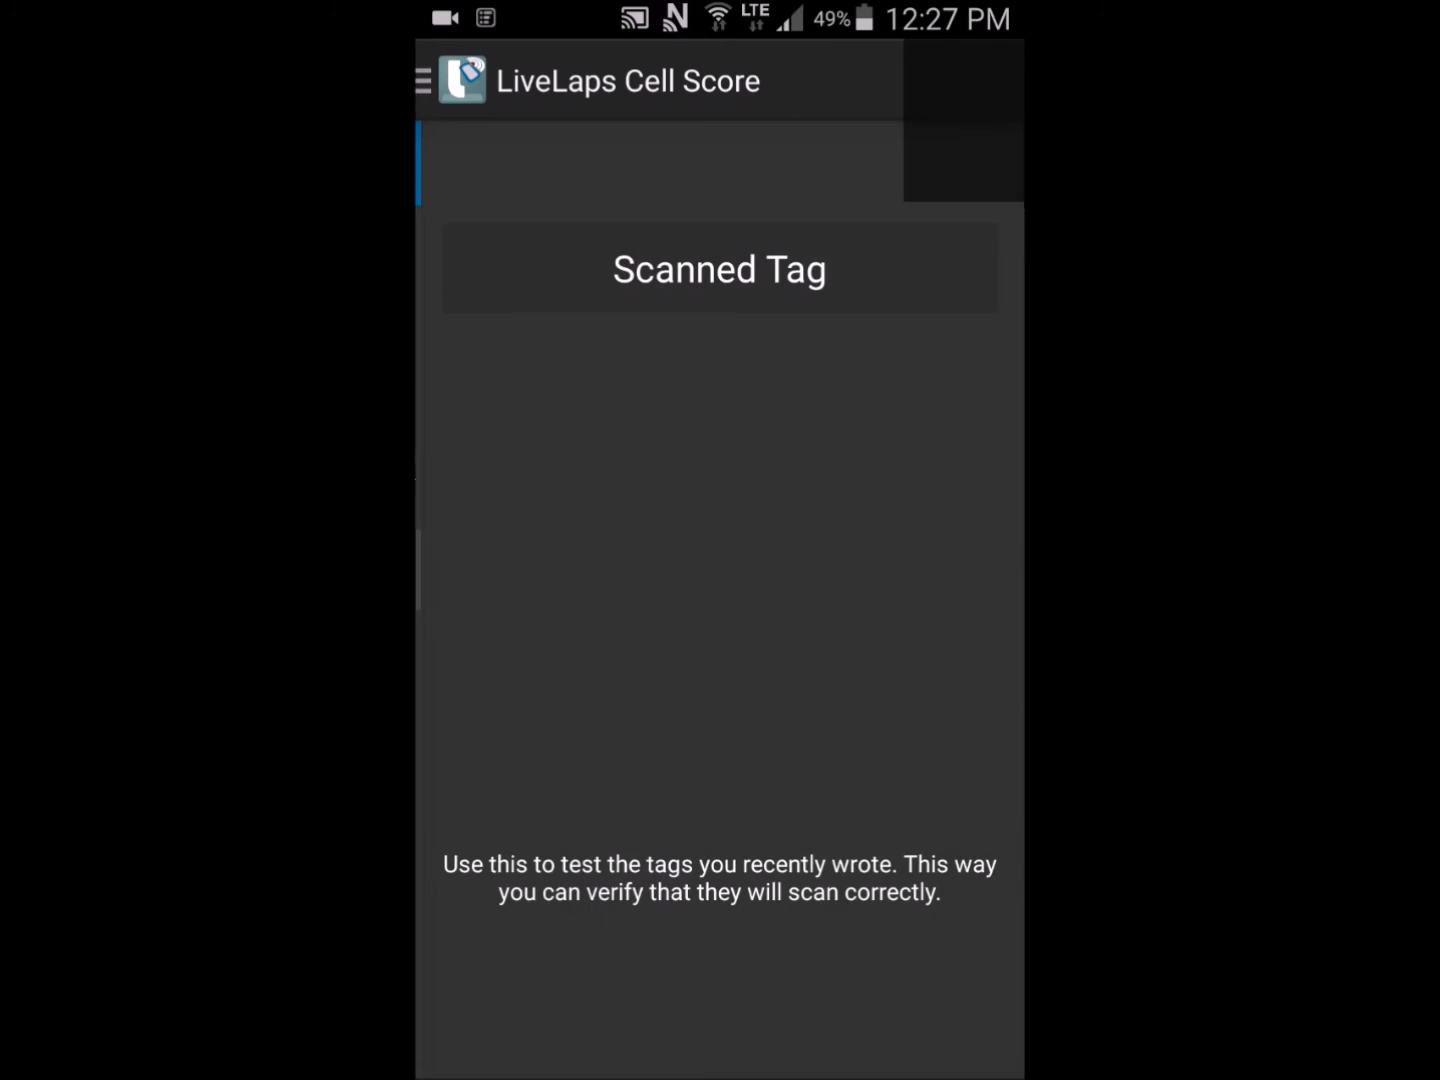 LTE 49% 12:27 PM
LiveLaps Cell Score
Scanned Tag
Use this to test the tags you recently wrote. This way
you can verify that they will scan correctly.